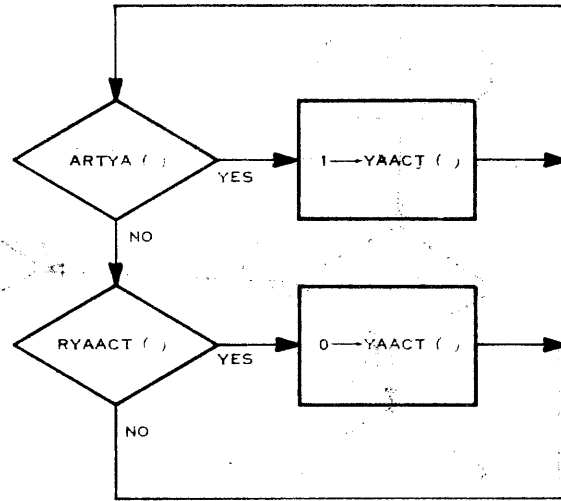 ARTYA ( )
YES
1 → YAACT ( )
NO
RYAACT ( )
YES
0 → YAACT ( )
NO